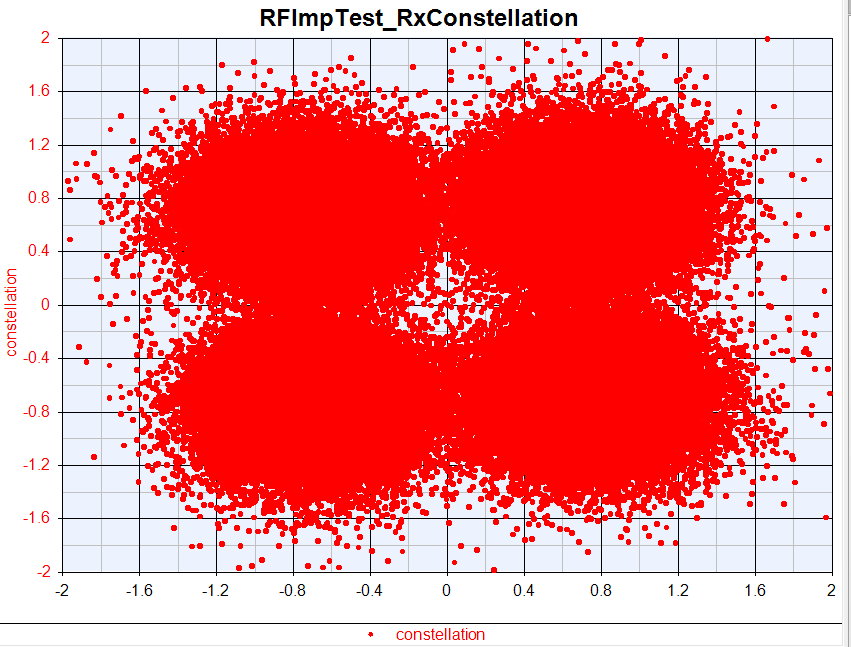 RFImpTest_RxConstellation
2
1.6
1.2
0.8
0.4
0
-0.4
-0.8
-1.2
-1.6
-2
constellation
-2 -1.6 -1.2 -0.8 -0.4 0 0.4 0.8 1.2 1.6 2
constellation